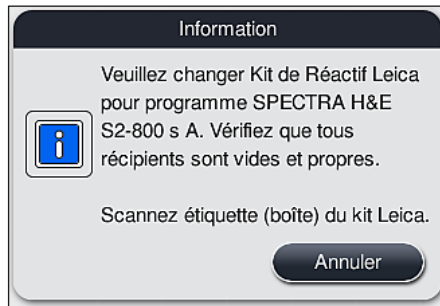 Information
Veuillez changer Kit de Réactif Leica
pour programme SPECTRA H&E
S2-800 s A. Vérifiez que tous
récipients sont vides et propres.
Scannez étiquette (boîte) du kit Leica.
Annuler